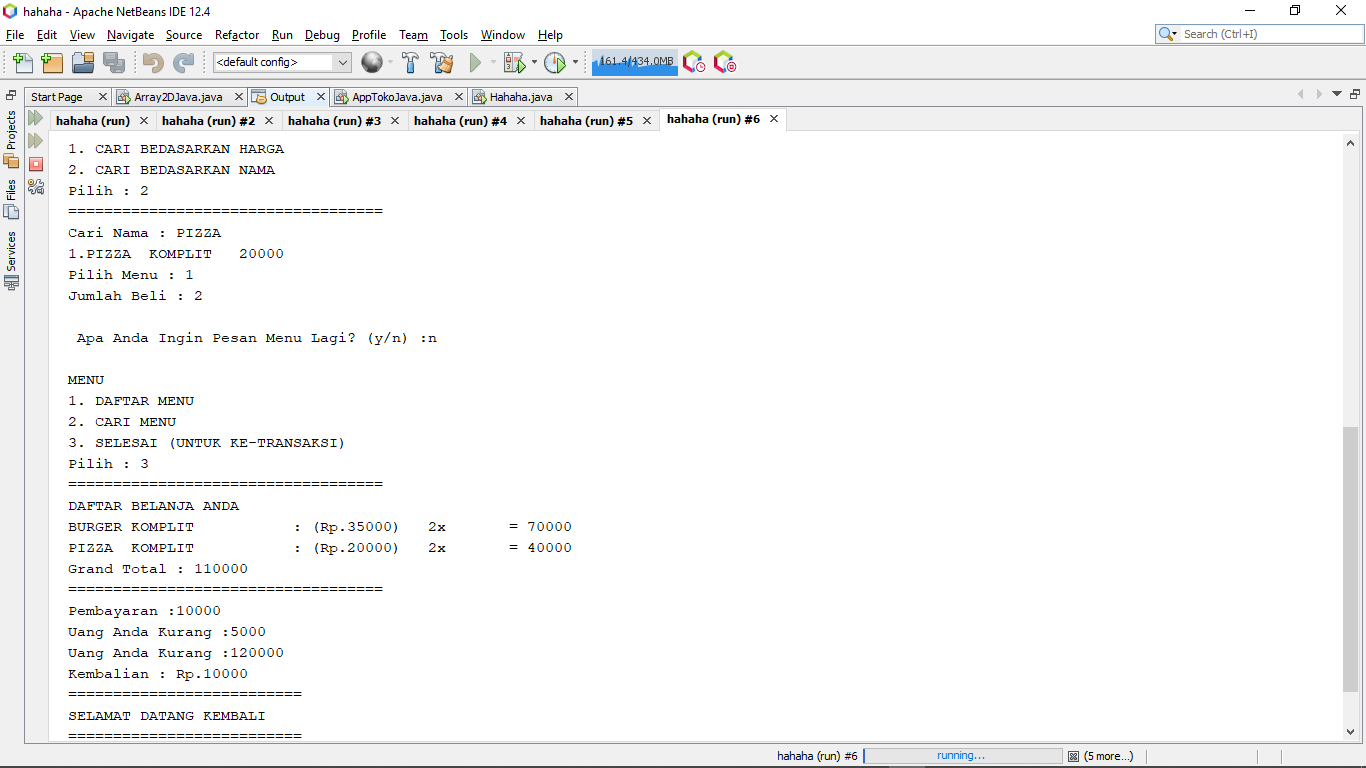 hahaha - Apache NetBeans IDE 12.4
File Edit View Navigate Source Refactor Run Debug Profile Team Tools Window Help
Search (Ctrl+I)
<default config>
161.4/434.0MB
Start Page Array2DJava.java Output AppTokoJava.java Hahaha.java
hahaha (run) hahaha (run) #2 hahaha (run) #3 hahaha (run) #4 hahaha (run) #5 hahaha (run) #6
Projects
Files
Services
1. CARI BEDASARKAN HARGA
2. CARI BEDASARKAN NAMA
Pilih : 2
===================================
Cari Nama : PIZZA
1.PIZZA  KOMPLIT   20000
Pilih Menu : 1
Jumlah Beli : 2
Apa Anda Ingin Pesan Menu Lagi? (y/n) :n
MENU
1. DAFTAR MENU
2. CARI MENU
3. SELESAI (UNTUK KE-TRANSAKSI)
Pilih : 3
===================================
DAFTAR BELANJA ANDA
BURGER KOMPLIT           : (Rp.35000)   2x       = 70000
PIZZA  KOMPLIT           : (Rp.20000)   2x       = 40000
Grand Total : 110000
===================================
Pembayaran :10000
Uang Anda Kurang :5000
Uang Anda Kurang :120000
Kembalian : Rp.10000
==========================
SELAMAT DATANG KEMBALI
==========================
hahaha (run) #6 running... (5 more...)